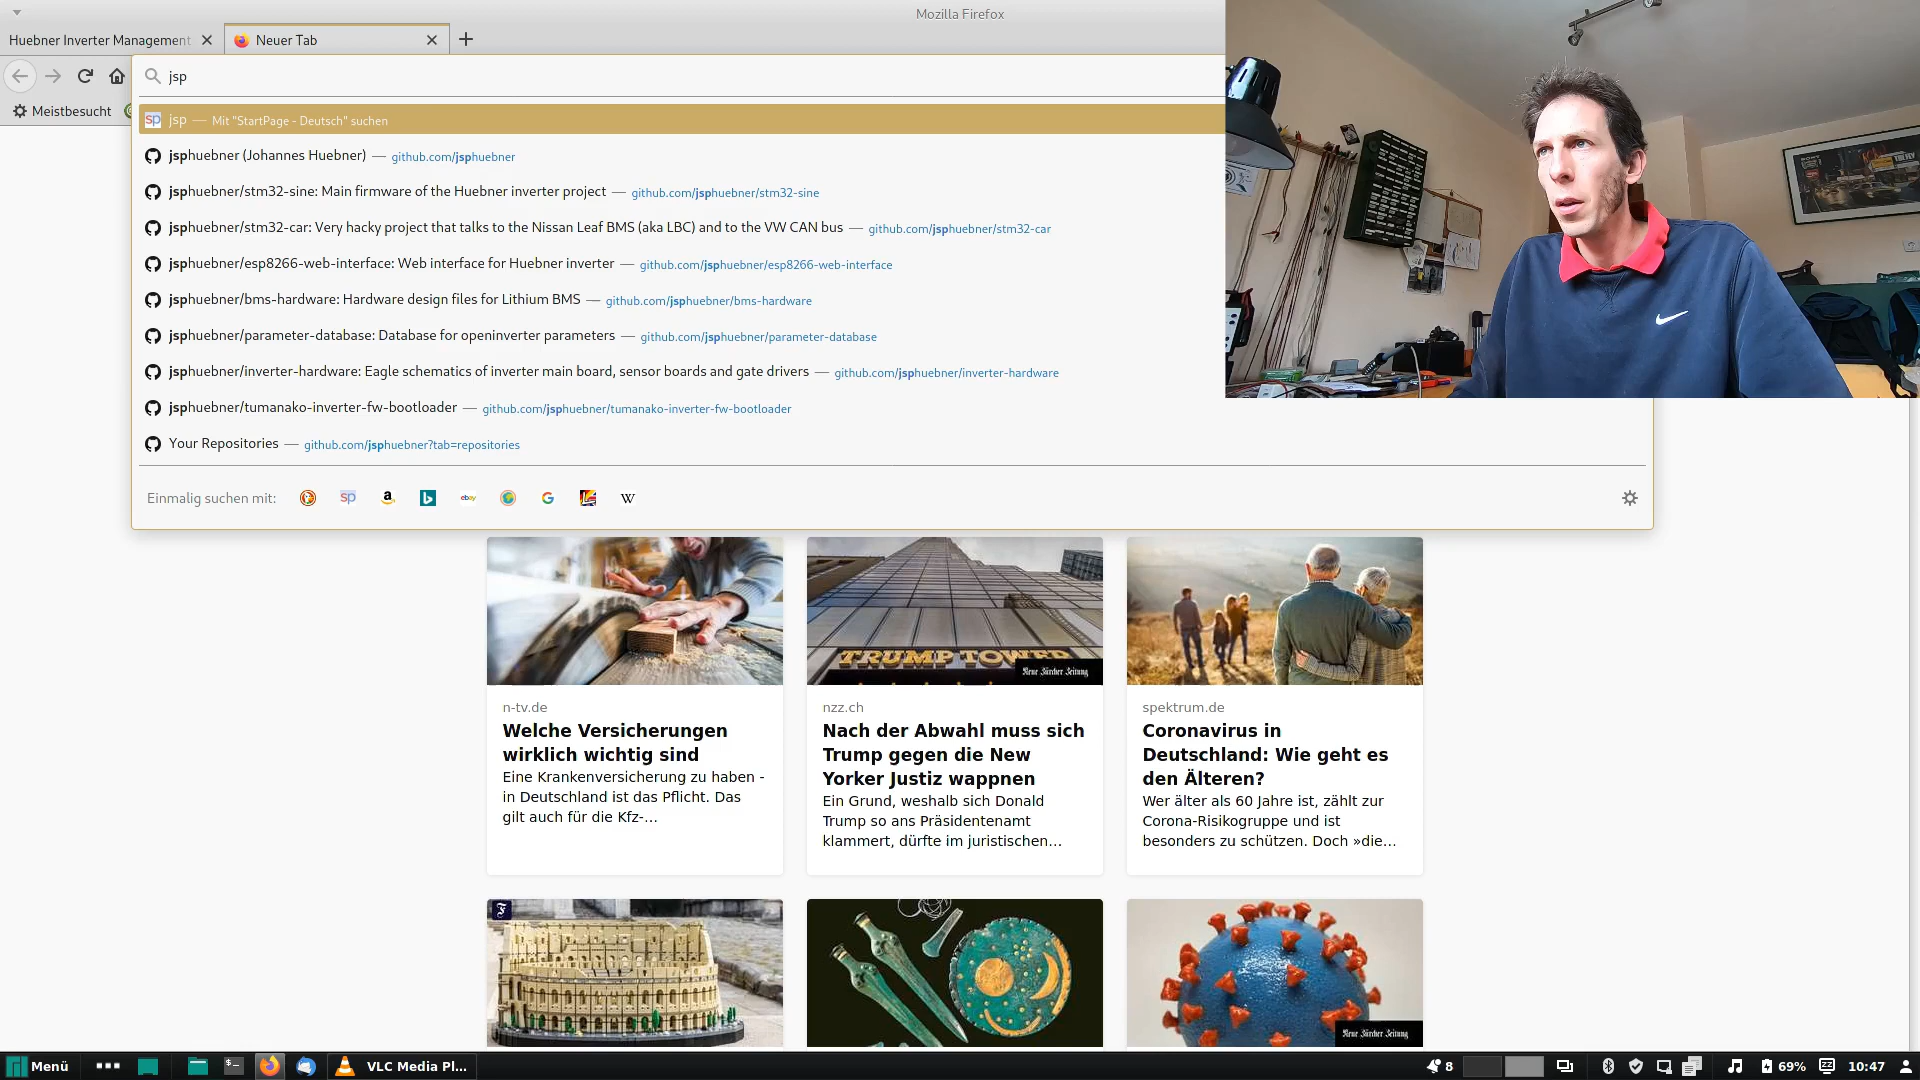 Mozilla Firefox
Huebner Inverter Management
Neuer Tab
jsp
Meistbesucht
jsp — Mit "StartPage - Deutsch" suchen
jsphuebner (Johannes Huebner) — github.com/jsphuebner
jsphuebner/stm32-sine: Main firmware of the Huebner inverter project — github.com/jsphuebner/stm32-sine
jsphuebner/stm32-car: Very hacky project that talks to the Nissan Leaf BMS (aka LBC) and to the VW CAN bus — github.com/jsphuebner/stm32-car
jsphuebner/esp8266-web-interface: Web interface for Huebner inverter — github.com/jsphuebner/esp8266-web-interface
jsphuebner/bms-hardware: Hardware design files for Lithium BMS — github.com/jsphuebner/bms-hardware
jsphuebner/parameter-database: Database for openinverter parameters — github.com/jsphuebner/parameter-database
jsphuebner/inverter-hardware: Eagle schematics of inverter main board, sensor boards and gate drivers — github.com/jsphuebner/inverter-hardware
jsphuebner/tumanako-inverter-fw-bootloader — github.com/jsphuebner/tumanako-inverter-fw-bootloader
Your Repositories — github.com/jsphuebner?tab=repositories
Einmalig suchen mit:
TRUMP TOWER
Neue Zürcher Zeitung
n-tv.de
Welche Versicherungen
wirklich wichtig sind
Eine Krankenversicherung zu haben -
in Deutschland ist das Pflicht. Das
gilt auch für die Kfz-…
nzz.ch
Nach der Abwahl muss sich
Trump gegen die New
Yorker Justiz wappnen
Ein Grund, weshalb sich Donald
Trump so ans Präsidentenamt
klammert, dürfte im juristischen…
spektrum.de
Coronavirus in
Deutschland: Wie geht es
den Älteren?
Wer älter als 60 Jahre ist, zählt zur
Corona-Risikogruppe und ist
besonders zu schützen. Doch »die…
Neue Zürcher Zeitung
Menü
VLC Media Pl...
8
69%
10:47